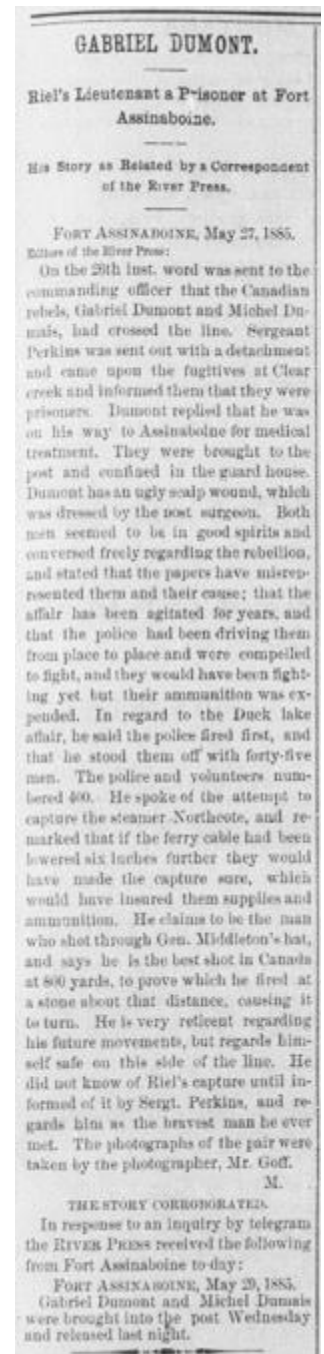 GABRIEL DUMONT.
Riel's Lieutenant a Prisoner at Fort
Assinaboine.
His Story as Related by a Correspondent
of the River Press.
FORT ASSINABOINE, May 27, 1885.
Editors of the River Press:
On the 26th inst. word was sent to the
commanding officer that the Canadian
rebels, Gabriel Dumont and Michel Du-
mais, had crossed the line. Sergeant
Perkins was sent out with a detachment
and came upon the fugitives at Clear
creek and informed them that they were
prisoners. Dumont replied that he was
on his way to Assinaboine for medical
treatment. They were brought to the
post and confined in the guard house.
Dumont has an ugly scalp wound, which
was dressed by the post surgeon. Both
men seemed to be in good spirits and
conversed freely regarding the rebellion,
and stated that the papers have misrep-
resented them and their cause; that the
affair has been agitated for years, and
that the police had been driving them
from place to place and were compelled
to fight, and they would have been fight-
ing yet but their ammunition was ex-
pended. In regard to the Duck lake
affair, he said the police fired first, and
that he stood them off with forty-five
men. The police and volunteers num-
bered 400. He spoke of the attempt to
capture the steamer Northcote, and re-
marked that if the ferry cable had been
lowered six inches further they would
have made the capture sure, which
would have insured them supplies and
ammunition. He claims to be the man
who shot through Gen. Middleton's hat,
and says he is the best shot in Canada
at 800 yards, to prove which he fired at
a stone about that distance, causing it
to turn. He is very reticent regarding
his future movements, but regards him-
self safe on this side of the line. He
did not know of Riel's capture until in-
formed of it by Sergt. Perkins, and re-
gards him as the bravest man he ever
met. The photographs of the pair were
taken by the photographer, Mr. Goff.
M.
THE STORY CORROBORATED.
In response to an inquiry by telegram
the RIVER PRESS received the following
from Fort Assinaboine to-day:
FORT ASSINABOINE, May 29, 1885.
Gabriel Dumont and Michel Dumais
were brought into the post Wednesday
and released last night.